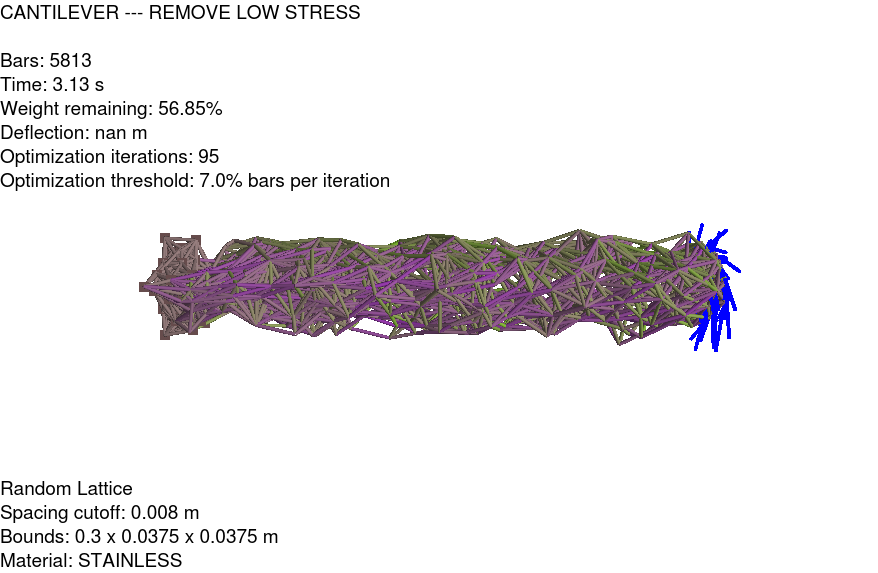 CANTILEVER --- REMOVE LOW STRESS
Bars: 5813
Time: 3.13 s
Weight remaining: 56.85%
Deflection: nan m
Optimization iterations: 95
Optimization threshold: 7.0% bars per iteration
Random Lattice
Spacing cutoff: 0.008 m
Bounds: 0.3 x 0.0375 x 0.0375 m
Material: STAINLESS